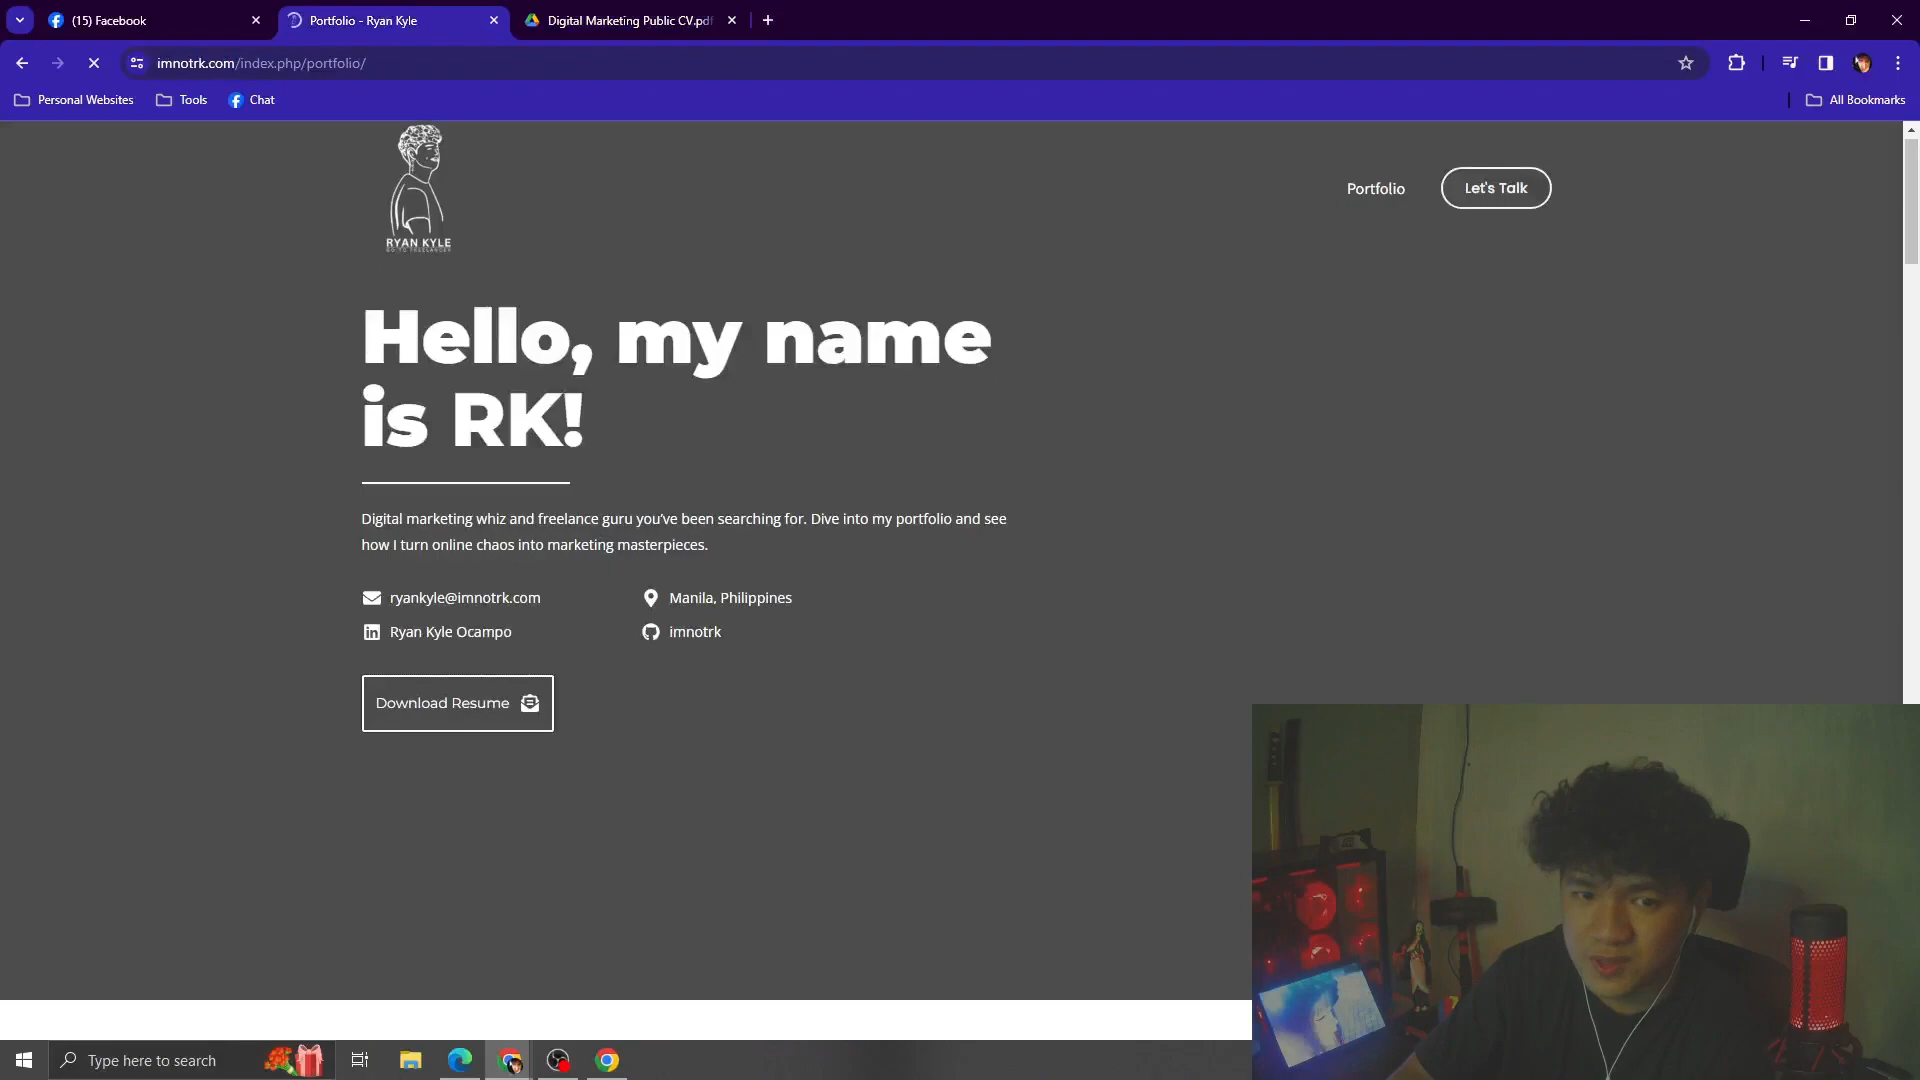 (15) Facebook
Portfolio - Ryan Kyle
Digital Marketing Public CV.pdf
imnotrk.com/index.php/portfolio/
Personal Websites
Tools
Chat
All Bookmarks
RYAN KYLE
Portfolio
Let's Talk
Hello, my name
is RK!
Digital marketing whiz and freelance guru you’ve been searching for. Dive into my portfolio and see
how I turn online chaos into marketing masterpieces.
ryankyle@imnotrk.com
Manila, Philippines
Ryan Kyle Ocampo
imnotrk
Download Resume
Type here to search